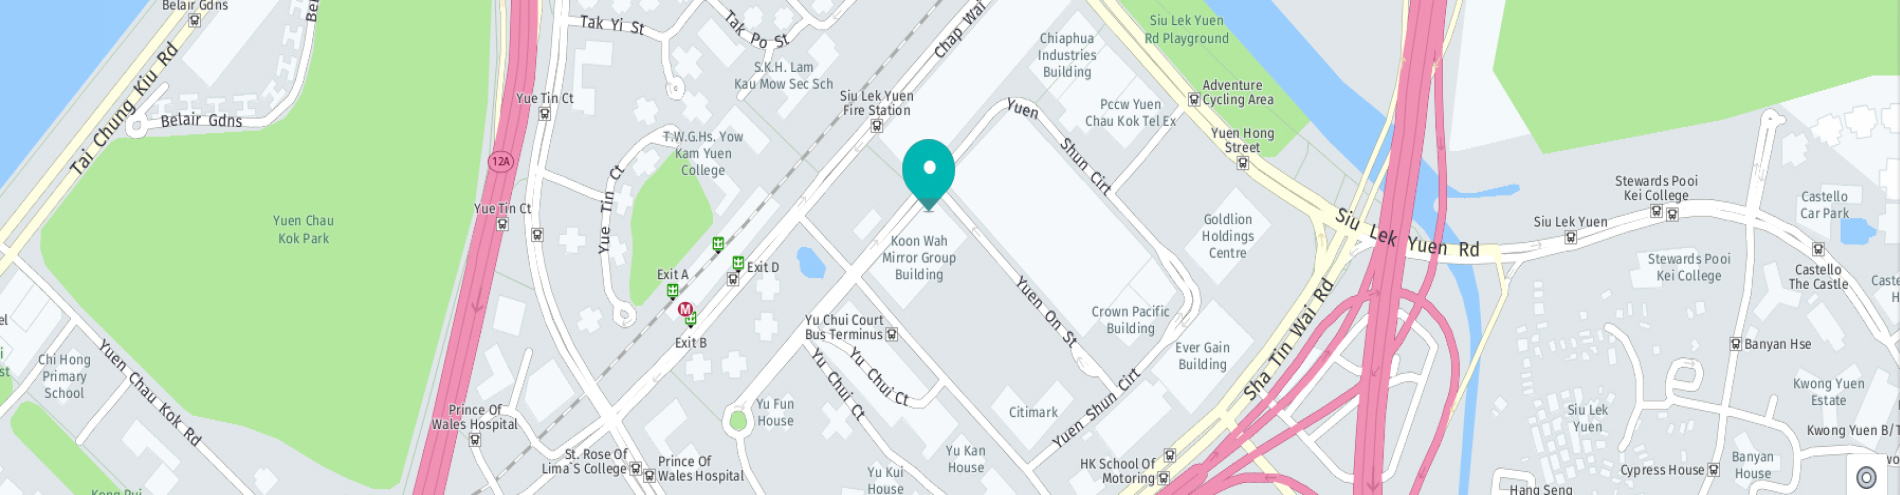 Belair Gdns
Bel
Tak Yi St
Tak Po St
Chap Wai
Siu Lek Yuen
Rd Playground
Chiaphua
Industries
Building
S.K.H. Lam
Kau Mow Sec Sch
Tai Chung Kiu Rd
Belair Gdns
Yue Tin Ct
Siu Lek Yuen
Fire Station
Yuen Shun Cirt
Pccw Yuen
Chau Kok Tel Ex
Adventure
Cycling Area
Yuen Hong
Street
T.W.G.Hs. Yow
Kam Yuen
College
12A
Yue Tin Ct
Yue Tin Ct
Yuen Chau
Kok Park
Stewards Pooi
Kei College
Castello
Car Park
Siu Lek Yuen
Siu Lek Yuen Rd
Goldlion
Holdings
Centre
Koon Wah
Mirror Group
Building
Exit A
Exit D
M
Exit B
Stewards Pooi
Kei College
Castello
The Castle
Caste
H
Yuen On St
Crown Pacific
Building
Sha Tin Wai Rd
Yu Chui Court
Bus Terminus
Ever Gain
Building
Banyan Hse
el
i
st
Chi Hong
Primary
School
Yuen Chau Kok Rd
Yu Chui Ct
Yu Chui Ct
Kwong Yuen
Estate
Prince Of
Wales Hospital
Yu Fun
House
Citimark
Yuen Shun Cirt
Siu Lek
Yuen
Kwong Yuen B/T
St. Rose Of
Lima`S College
Prince Of
Wales Hospital
Yu Kan
House
Yu Kui
House
HK School Of
Motoring
Cypress House
Banyan
House
wo
Kong Pui
Hang Seng